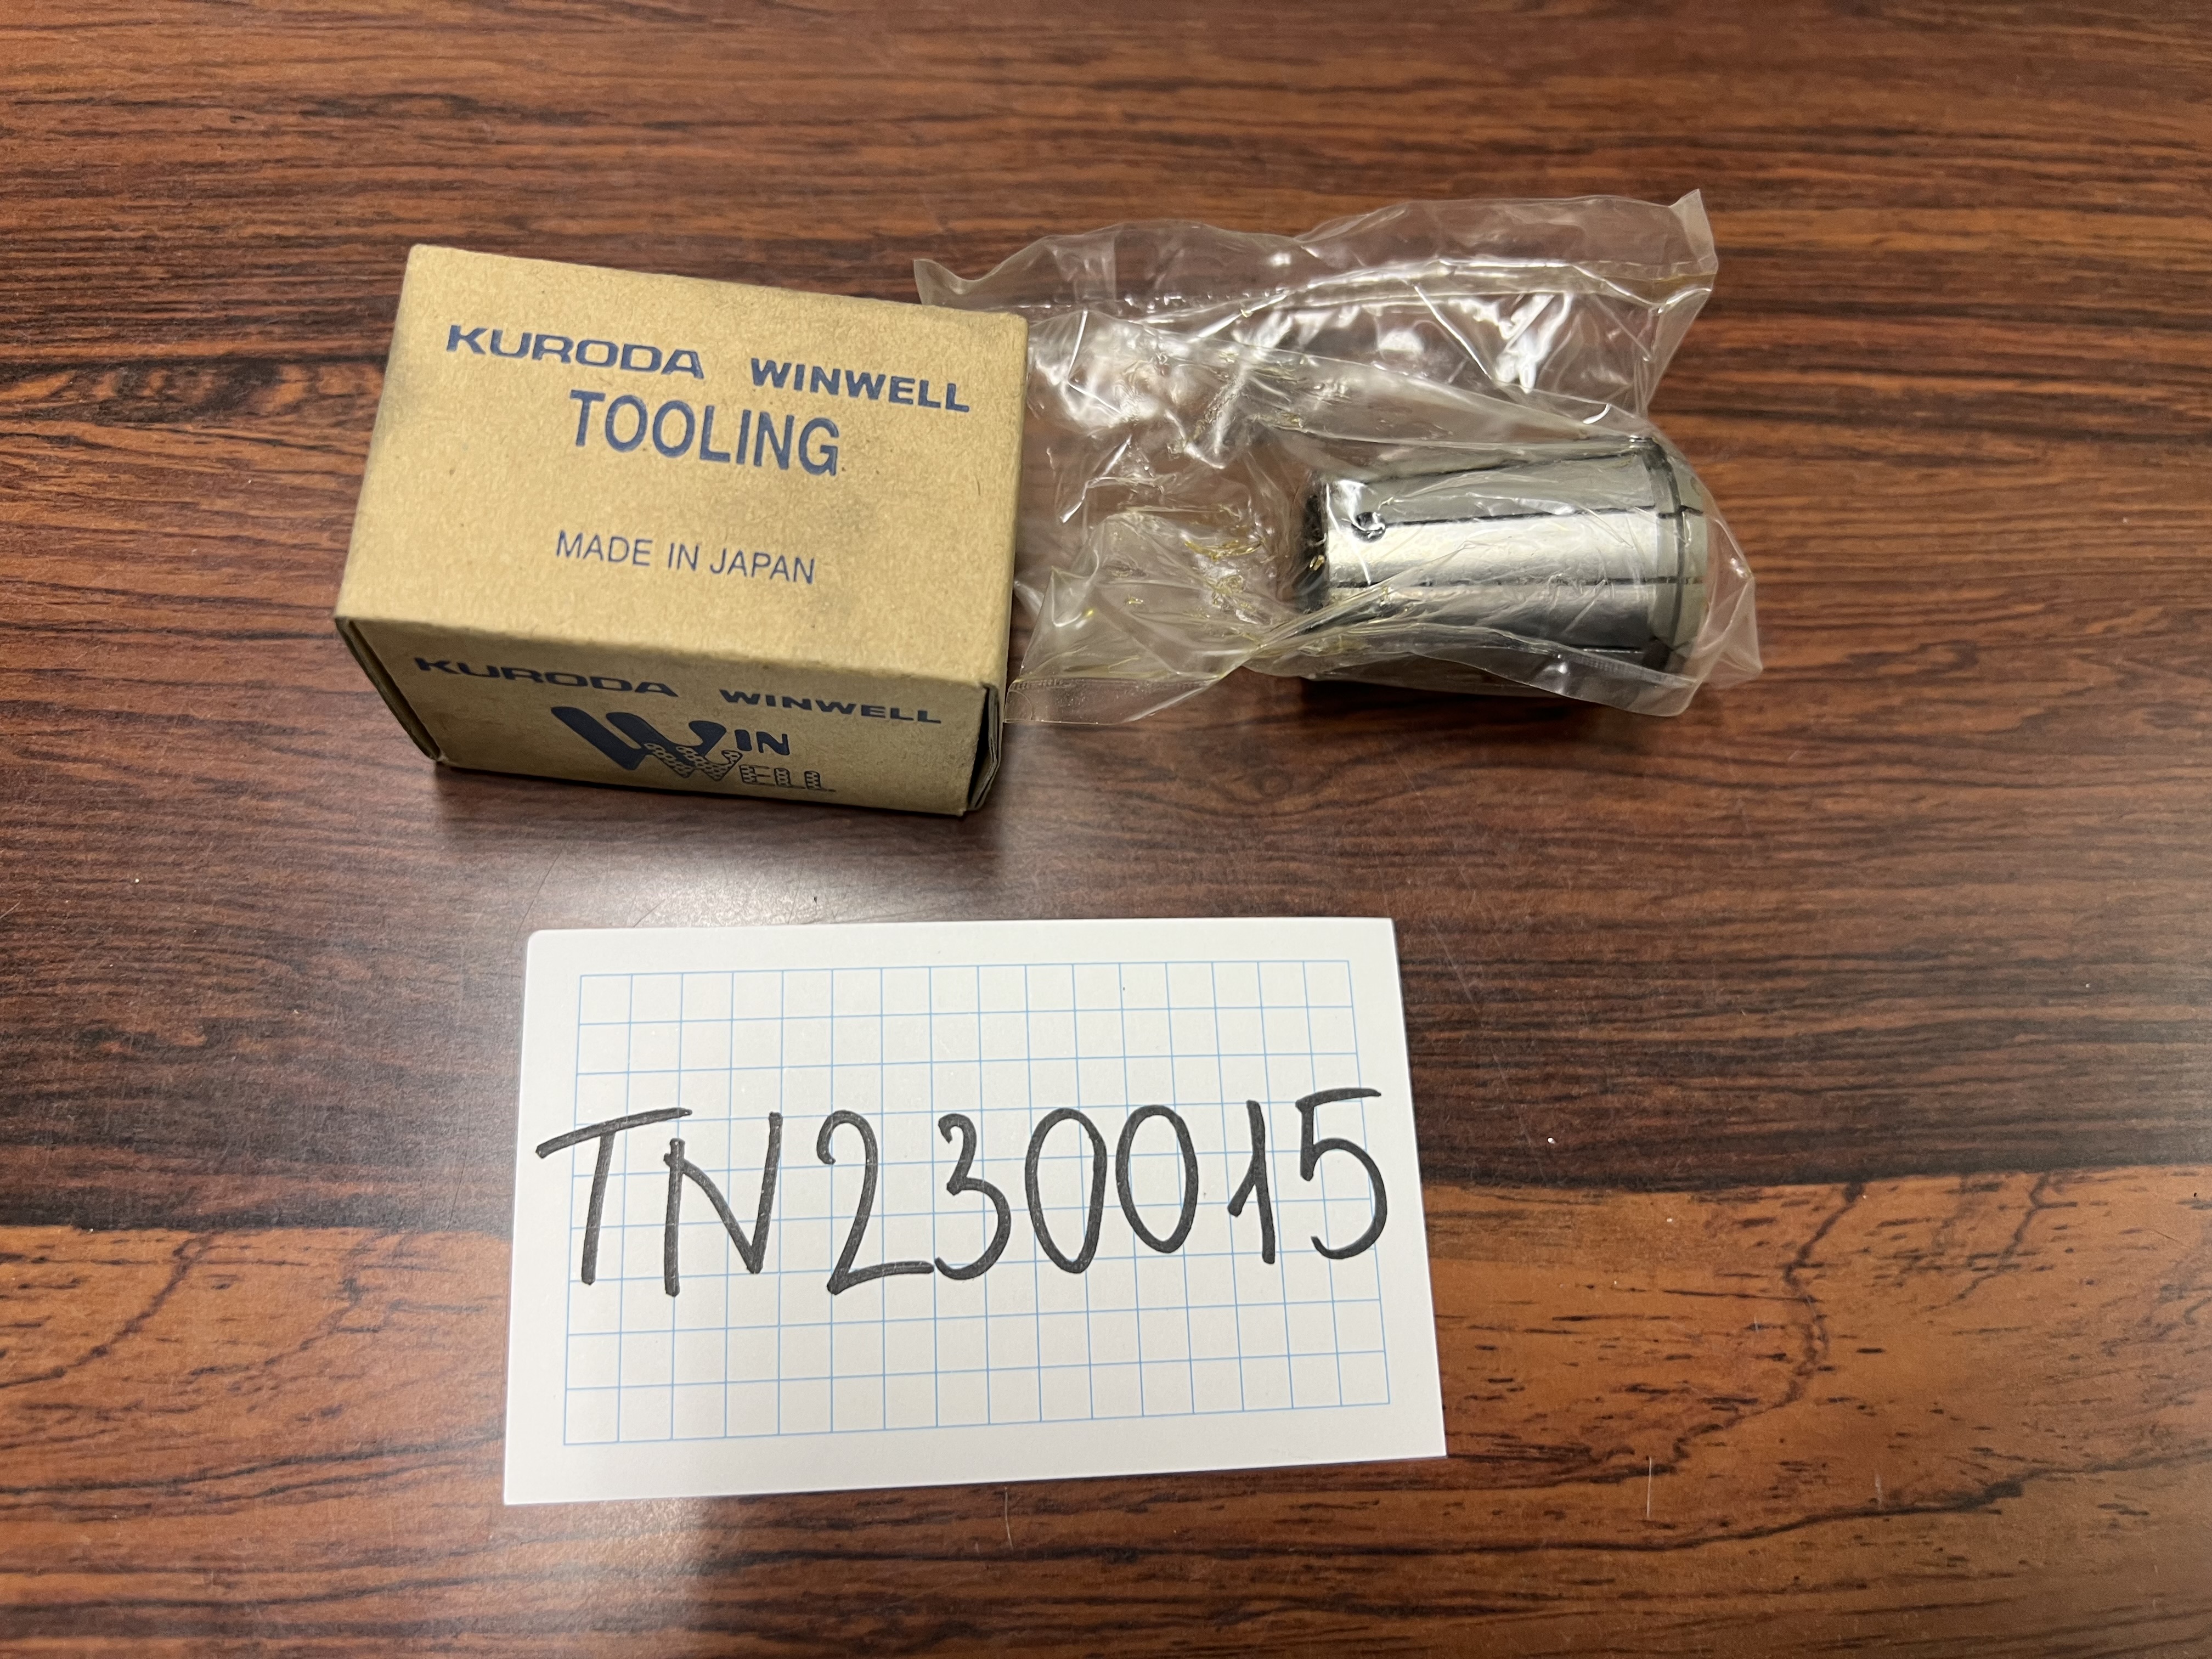 KURODA WINWELL
TOOLING
MADE IN JAPAN
KURODA WINWELL
WIN
WELL
TN230015